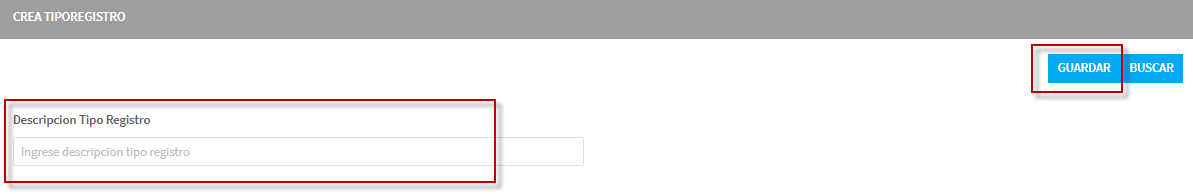 CREA TIPOREGISTRO
GUARDAR BUSCAR
Descripcion Tipo Registro
Ingrese descripcion tipo registro